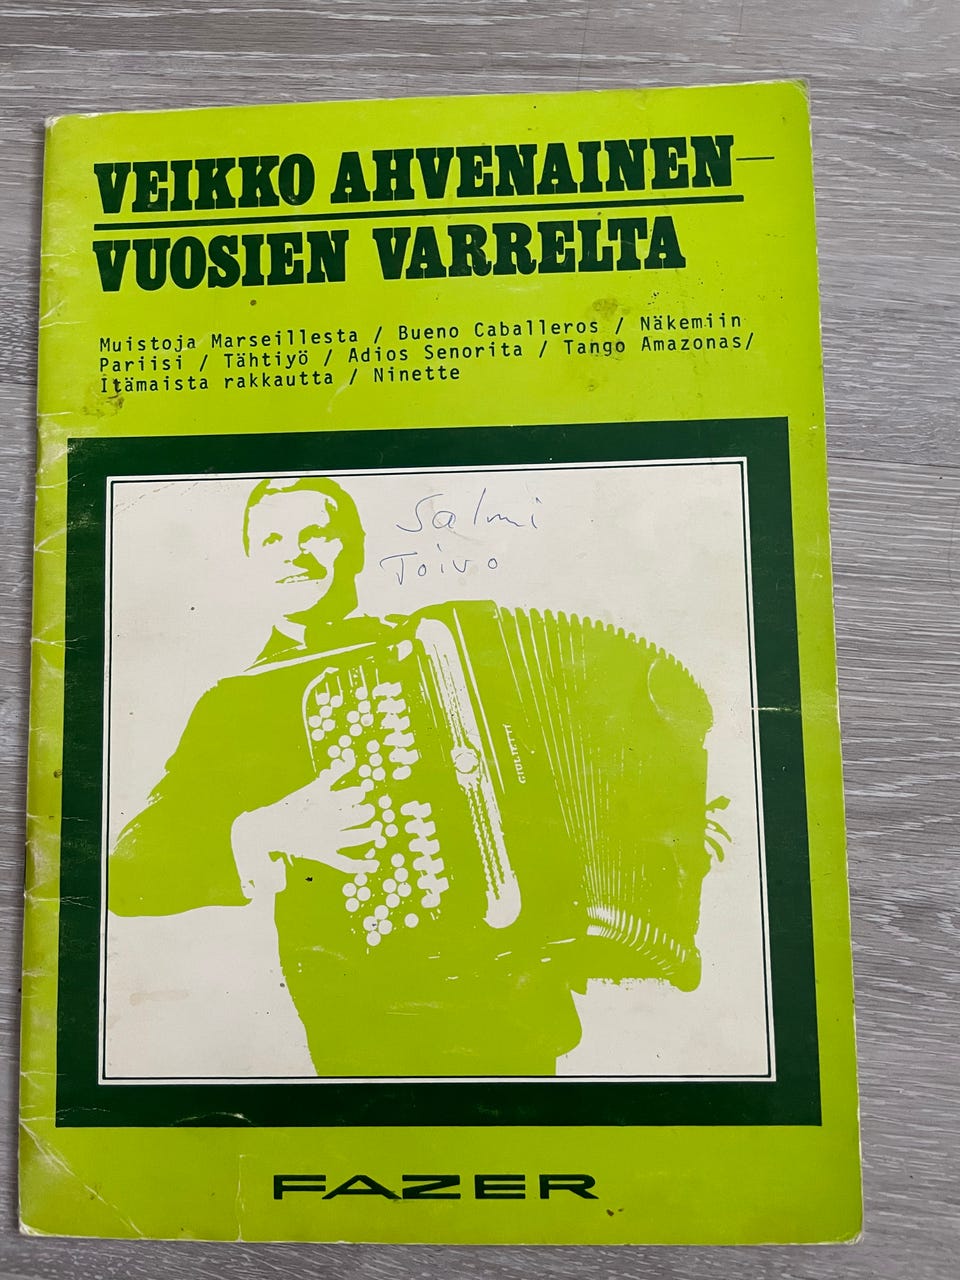 VEIKKO AHVENAINEN—
VUOSIEN VARRELTA
Muistoja Marseillesta / Bueno Caballeros / Näkemiin
Pariisi / Tähtiyö / Adios Senorita / Tango Amazonas/
Itämaista rakkautta / Ninette
Salmi
Toivo
GIULIETTI
FAZER